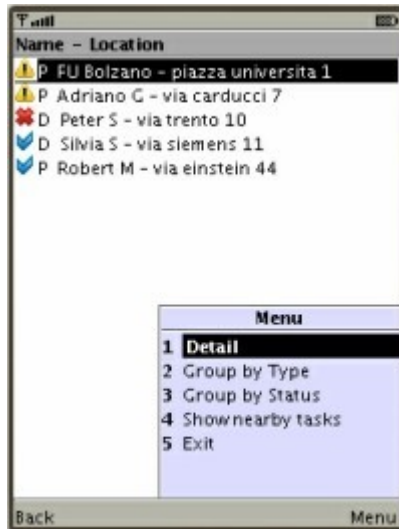 Name - Location
P FU Bolzano - piazza universita 1
P Adriano G - via carducci 7
D Peter S - via trento 10
D Silvia S - via siemens 11
P Robert M - via einstein 44
Menu
1 Detail
2 Group by Type
3 Group by Status
4 Show nearby tasks
5 Exit
Back Menu